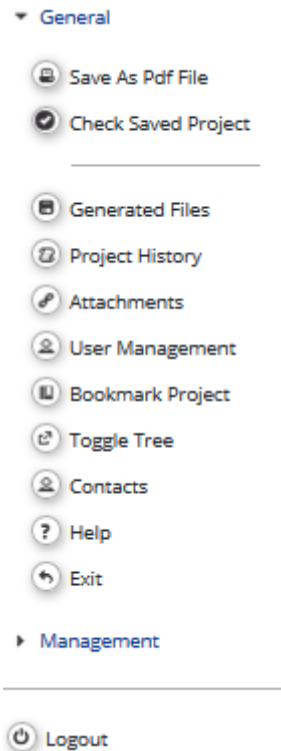 General
Save As Pdf File
Check Saved Project
Generated Files
Project History
Attachments
User Management
Bookmark Project
Toggle Tree
Contacts
? Help
Exit
Management
Logout